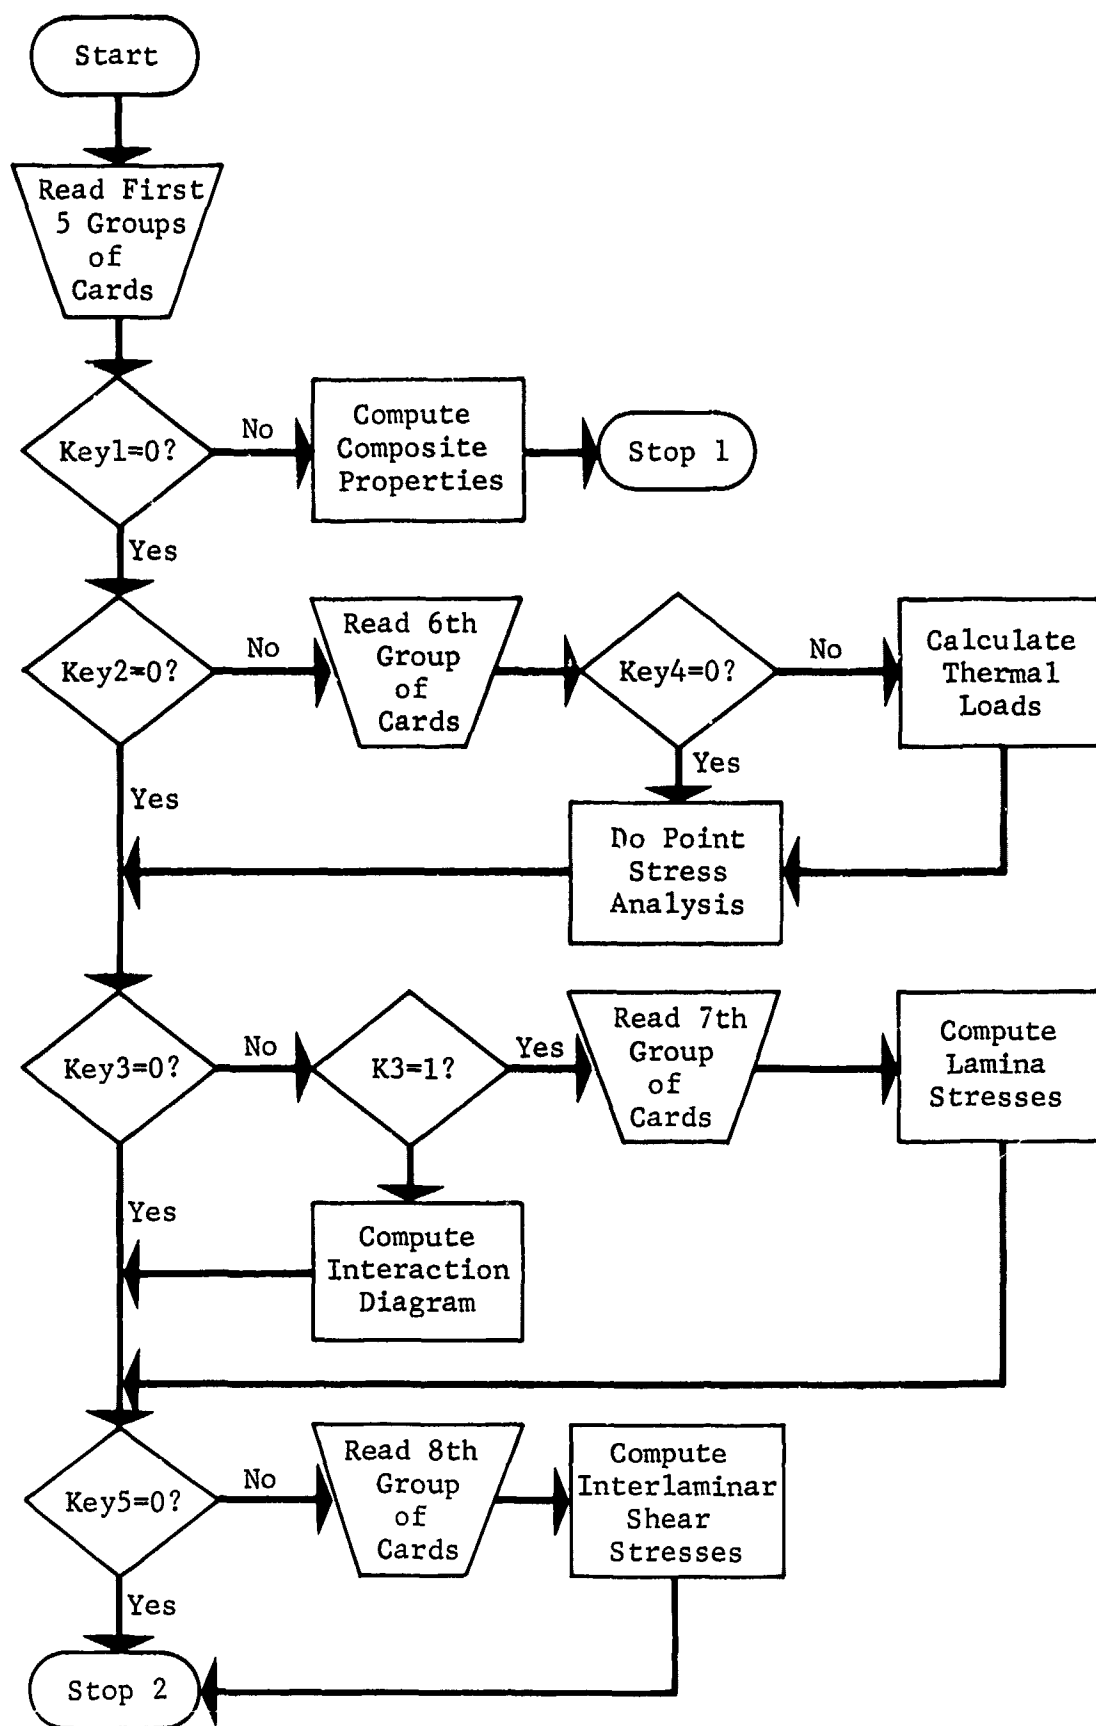 Start
Read First
5 Groups
of
Cards
Key1=0?
No
Compute
Composite
Properties
Stop 1
Yes
Key2=0?
No
Read 6th
Group
of
Cards
Key4=0?
No
Calculate
Thermal
Loads
Yes
Yes
Do Point
Stress
Analysis
Key3=0?
No
K3=1?
Yes
Read 7th
Group
of
Cards
Compute
Lamina
Stresses
Yes
Compute
Interaction
Diagram
Key5=0?
No
Read 8th
Group
of
Cards
Compute
Interlaminar
Shear
Stresses
Yes
Stop 2